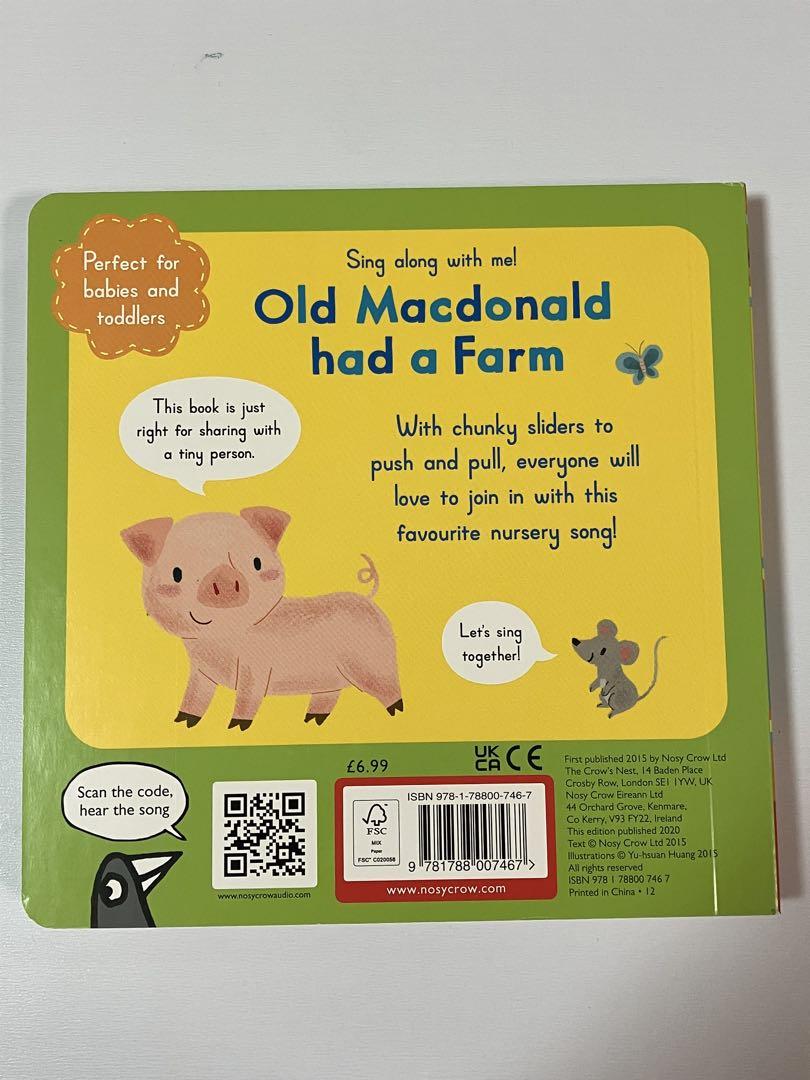 Perfect for
babies and
toddlers
Sing along with me!
Old Macdonald
had a Farm
This book is just
right for sharing with
a tiny person.
With chunky sliders to
push and pull, everyone will
love to join in with this
favourite nursery song!
Let's sing
together!
Scan the code,
hear the song
www.nosycrowaudio.com
£6.99
UK
CA CE
ISBN 978-1-78800-746-7
FSC
MIX
Paper
FSC® C020056
9 781788 007467 >
www.nosycrow.com
First published 2015 by Nosy Crow Ltd
The Crow's Nest, 14 Baden Place
Crosby Row, London SE1 1YW, UK
Nosy Crow Eireann Ltd
44 Orchard Grove, Kenmare,
Co Kerry, V93 FY22, Ireland
This edition published 2020
Text © Nosy Crow Ltd 2015
Illustrations © Yu-hsuan Huang 2015
All rights reserved
ISBN 978 1 78800 746 7
Printed in China • 12